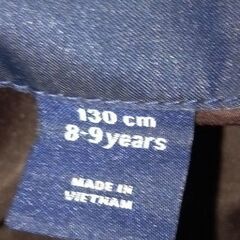 130 cm
8-9 years
MADE IN
VIETNAM